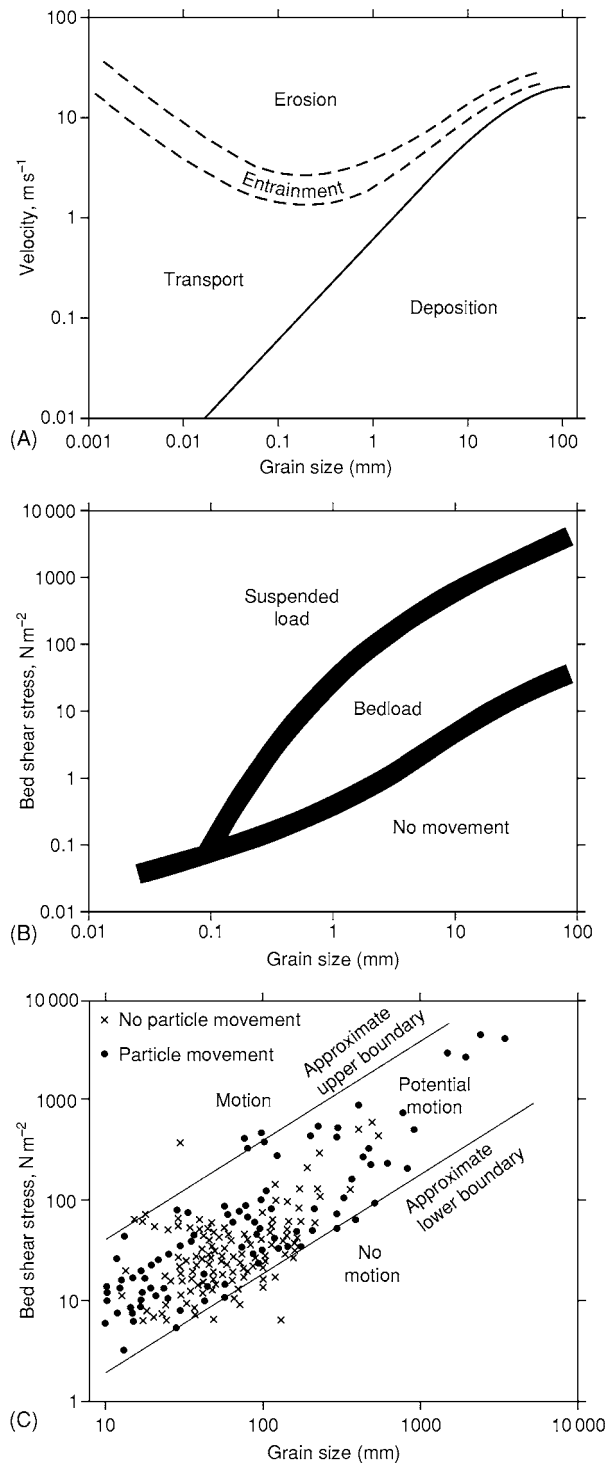 100
10
1
0.1
0.01
Velocity, m s⁻¹
Erosion
Entrainment
Transport
Deposition
0.001
0.01
0.1
1
10
100
Grain size (mm)
(A)
10 000
1000
100
10
1
0.1
0.01
Bed shear stress, N m⁻²
Suspended
load
Bedload
No movement
0.01
0.1
1
10
100
Grain size (mm)
(B)
10 000
1000
100
10
1
Bed shear stress, N m⁻²
× No particle movement
• Particle movement
Motion
Approximate
upper boundary
Potential
motion
Approximate
lower boundary
No
motion
10
100
1000
10 000
Grain size (mm)
(C)